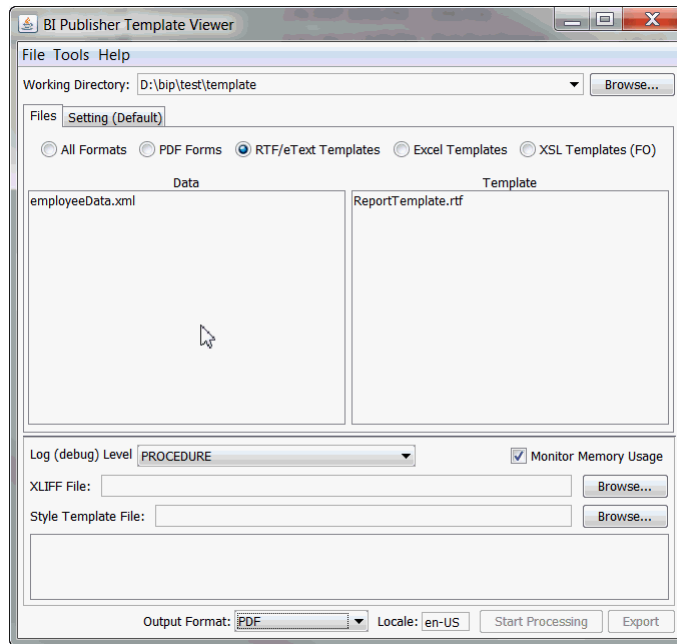 BI Publisher Template Viewer
File Tools Help
Working Directory: D:\bip\test\template Browse...
Files Setting (Default)
All Formats PDF Forms RTF/eText Templates Excel Templates XSL Templates (FO)
Data Template
employeeData.xml ReportTemplate.rtf
Log (debug) Level PROCEDURE Monitor Memory Usage
XLIFF File: Browse...
Style Template File: Browse...
Output Format: PDF Locale: en-US Start Processing Export